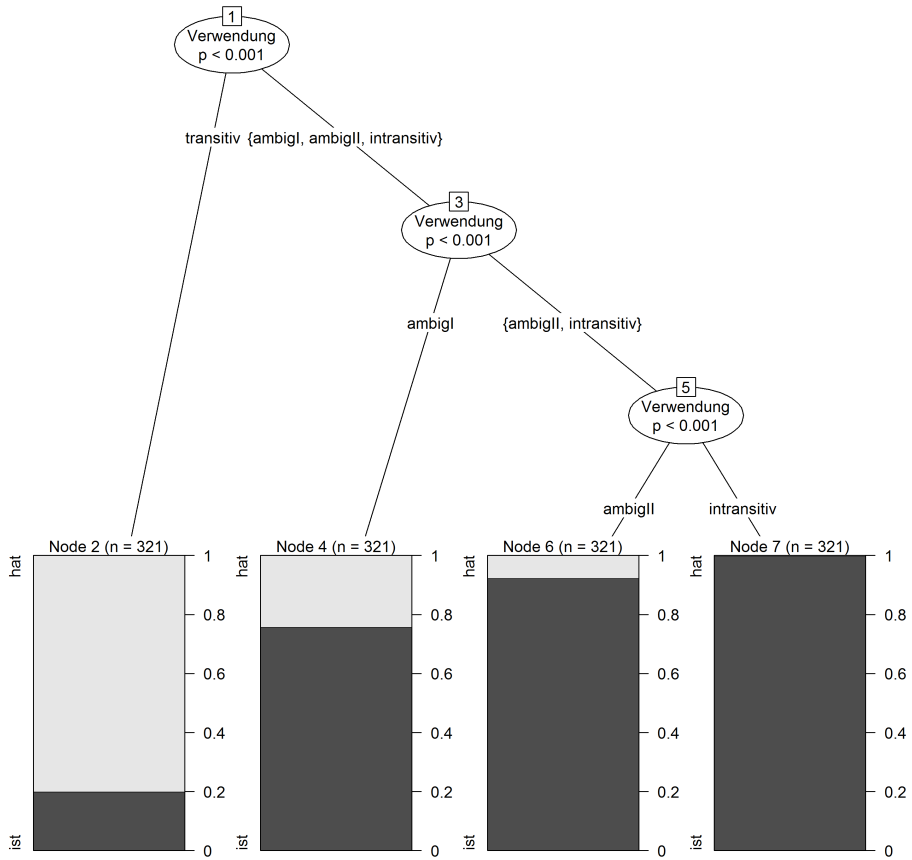 1
Verwendung
p < 0.001
transitiv
{ambigI, ambigII, intransitiv}
3
Verwendung
p < 0.001
ambigI
{ambigII, intransitiv}
5
Verwendung
p < 0.001
ambigII
intransitiv
Node 2 (n = 321)
hat
ist
1
0.8
0.6
0.4
0.2
0
Node 4 (n = 321)
hat
ist
1
0.8
0.6
0.4
0.2
0
Node 6 (n = 321)
hat
ist
1
0.8
0.6
0.4
0.2
0
Node 7 (n = 321)
hat
ist
1
0.8
0.6
0.4
0.2
0